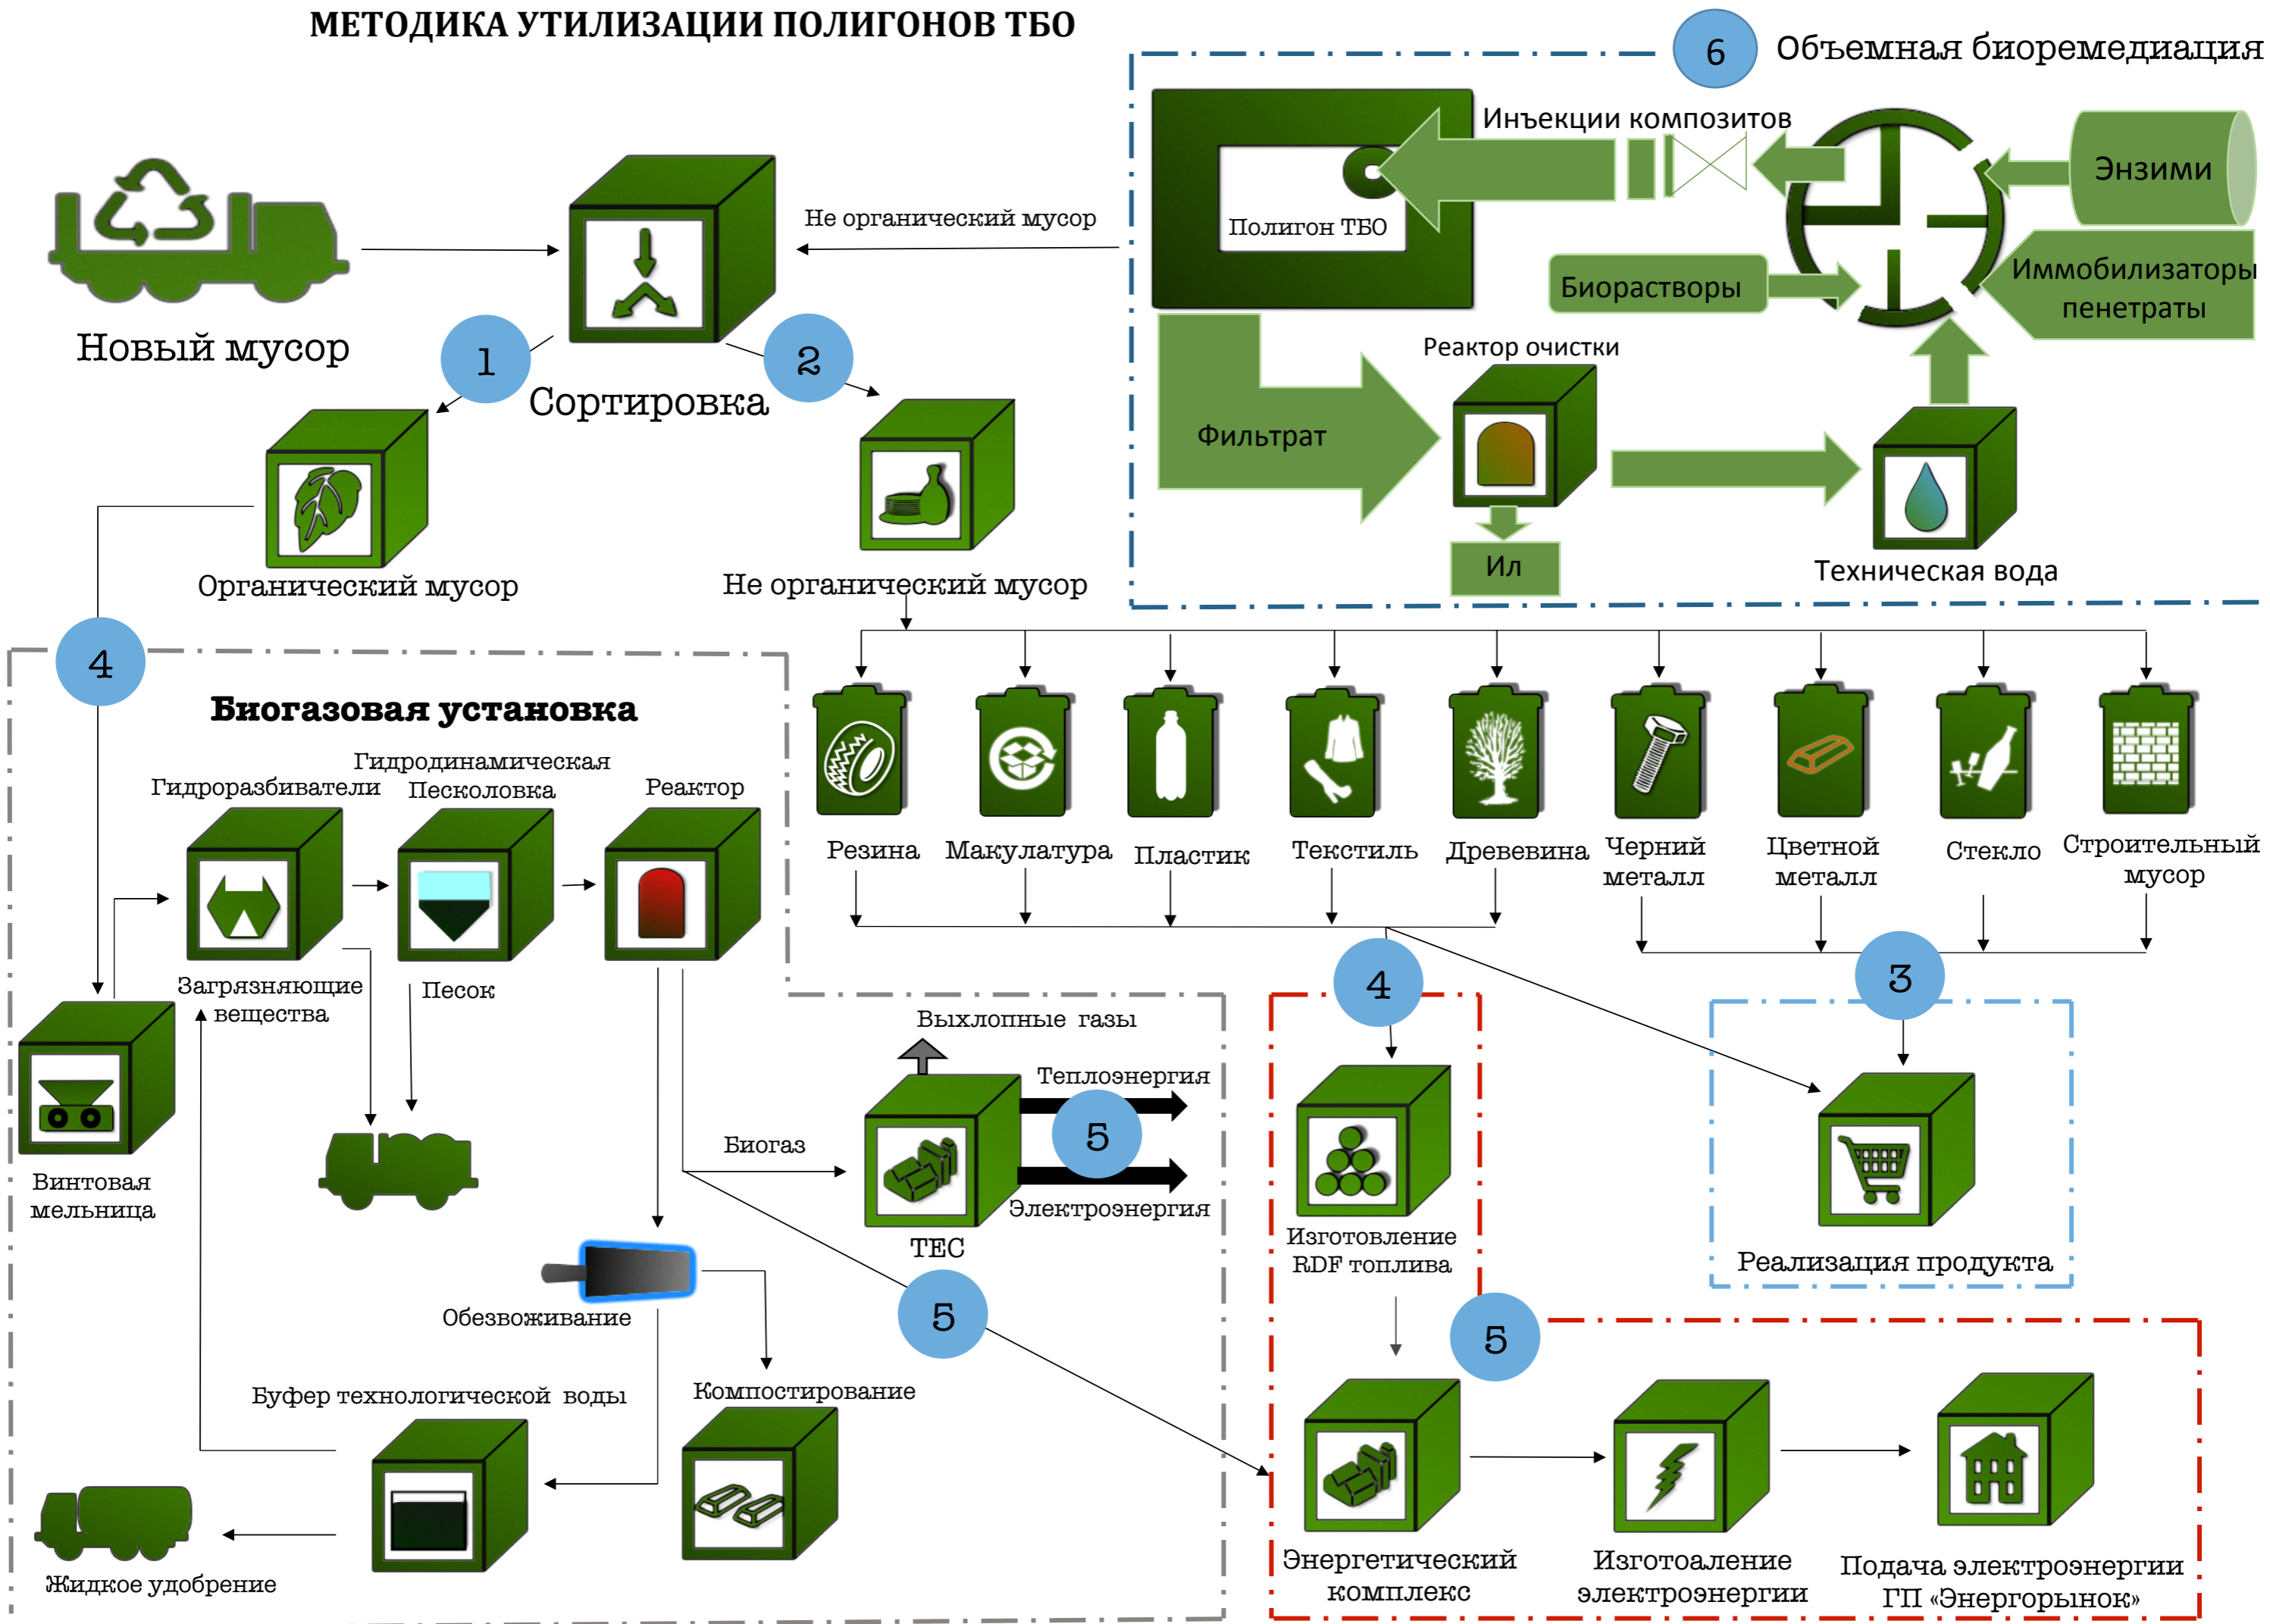 МЕТОДИКА УТИЛИЗАЦИИ ПОЛИГОНОВ ТБО
6
Объемная биоремедиация
Инъекции композитов
Энзими
Полигон ТБО
Биорастворы
Иммобилизаторы
пенетраты
Реактор очистки
Фильтрат
Ил
Техническая вода
Не органический мусор
Новый мусор
1
2
Сортировка
Органический мусор
Не органический мусор
4
Биогазовая установка
Гидроразбиватели
Гидродинамическая
Песколовка
Реактор
Загрязняющие
вещества
Песок
Винтовая
мельница
Резина
Макулатура
Пластик
Текстиль
Древевина
Черний
металл
Цветной
металл
Стекло
Строительный
мусор
4
3
Выхлопные газы
Теплоэнергия
5
Биогаз
Электроэнергия
ТЕС
Изготовление
RDF топлива
Реализация продукта
Обезвоживание
5
5
Буфер технологической воды
Компостирование
Жидкое удобрение
Энергетический
комплекс
Изготоаление
электроэнергии
Подача электроэнергии
ГП «Энергорынок»